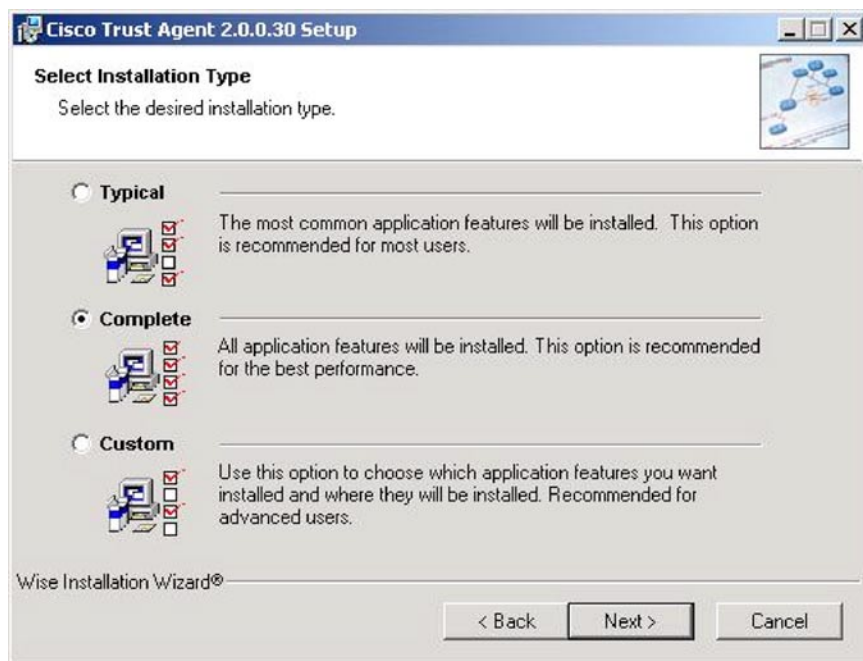 Cisco Trust Agent 2.0.0.30 Setup
Select Installation Type
Select the desired installation type.
Typical
The most common application features will be installed.  This option
is recommended for most users.
Complete
All application features will be installed. This option is recommended
for the best performance.
Custom
Use this option to choose which application features you want
installed and where they will be installed. Recommended for
advanced users.
Wise Installation Wizard®
< Back
Next >
Cancel